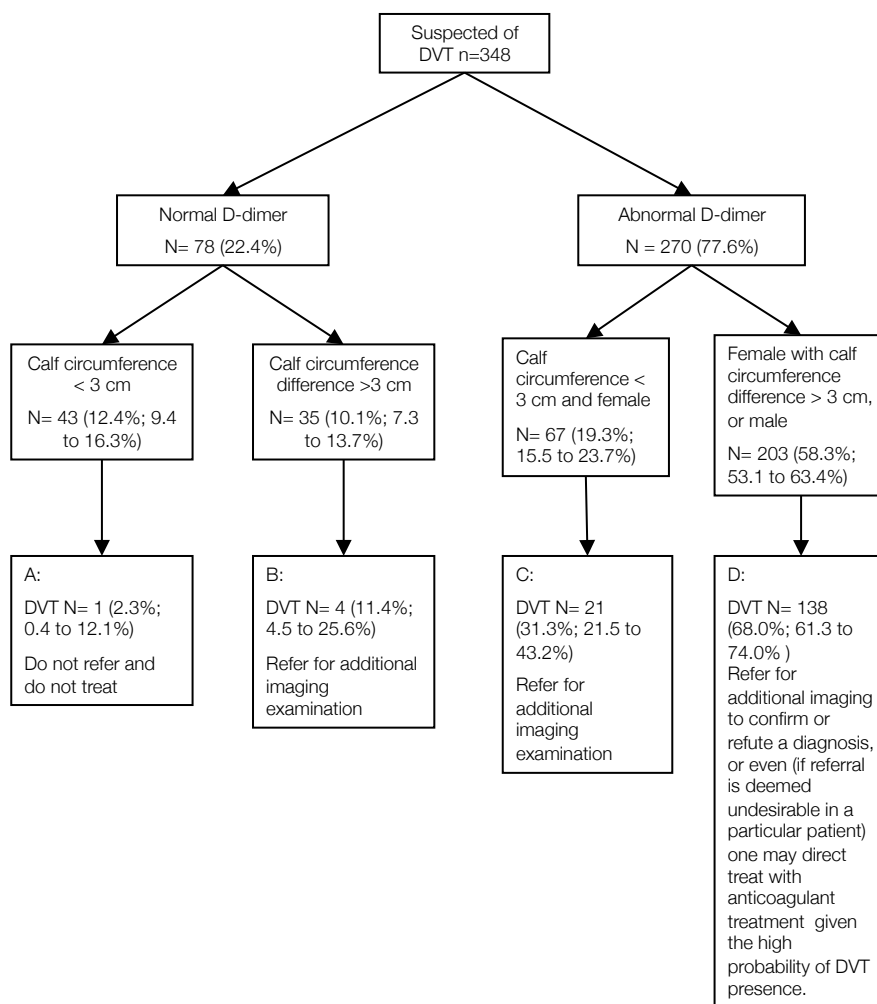 Suspected of
DVT n=348
Normal D-dimer
N= 78 (22.4%)
Abnormal D-dimer
N = 270 (77.6%)
Calf circumference
< 3 cm
N= 43 (12.4%; 9.4
to 16.3%)
Calf circumference
difference >3 cm
N= 35 (10.1%; 7.3
to 13.7%)
Calf
circumference <
3 cm and female
N= 67 (19.3%;
15.5 to 23.7%)
Female with calf
circumference
difference > 3 cm,
or male
N= 203 (58.3%;
53.1 to 63.4%)
A:
DVT N= 1 (2.3%;
0.4 to 12.1%)
Do not refer and
do not treat
B:
DVT N= 4 (11.4%;
4.5 to 25.6%)
Refer for additional
imaging
examination
C:
DVT N= 21
(31.3%; 21.5 to
43.2%)
Refer for
additional
imaging
examination
D:
DVT N= 138
(68.0%; 61.3 to
74.0% )
Refer for
additional imaging
to confirm or
refute a diagnosis,
or even (if referral
is deemed
undesirable in a
particular patient)
one may direct
treat with
anticoagulant
treatment given
the high
probability of DVT
presence.